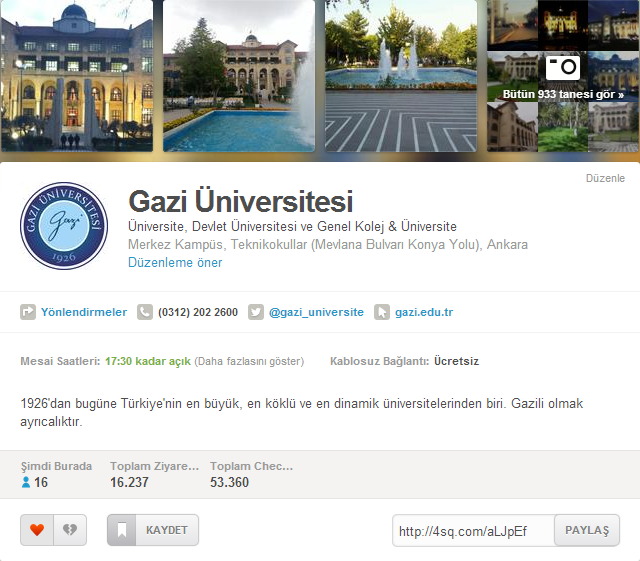 Bütün 933 tanesi gör »
Düzenle
GAZİ ÜNİVERSİTESİ
Gazi
1926
Gazi Üniversitesi
Üniversite, Devlet Üniversitesi ve Genel Kolej & Üniversite
Merkez Kampüs, Teknikokullar (Mevlana Bulvarı Konya Yolu), Ankara
Düzenleme öner
Yönlendirmeler (0312) 202 2600 @gazi_universite gazi.edu.tr
Mesai Saatleri: 17:30 kadar açık (Daha fazlasını göster) Kablosuz Bağlantı: Ücretsiz
1926'dan bugüne Türkiye'nin en büyük, en köklü ve en dinamik üniversitelerinden biri. Gazili olmak
ayrıcalıktır.
Şimdi Burada Toplam Ziyare... Toplam Chec...
16 16.237 53.360
KAYDET http://4sq.com/aLJpEf PAYLAŞ